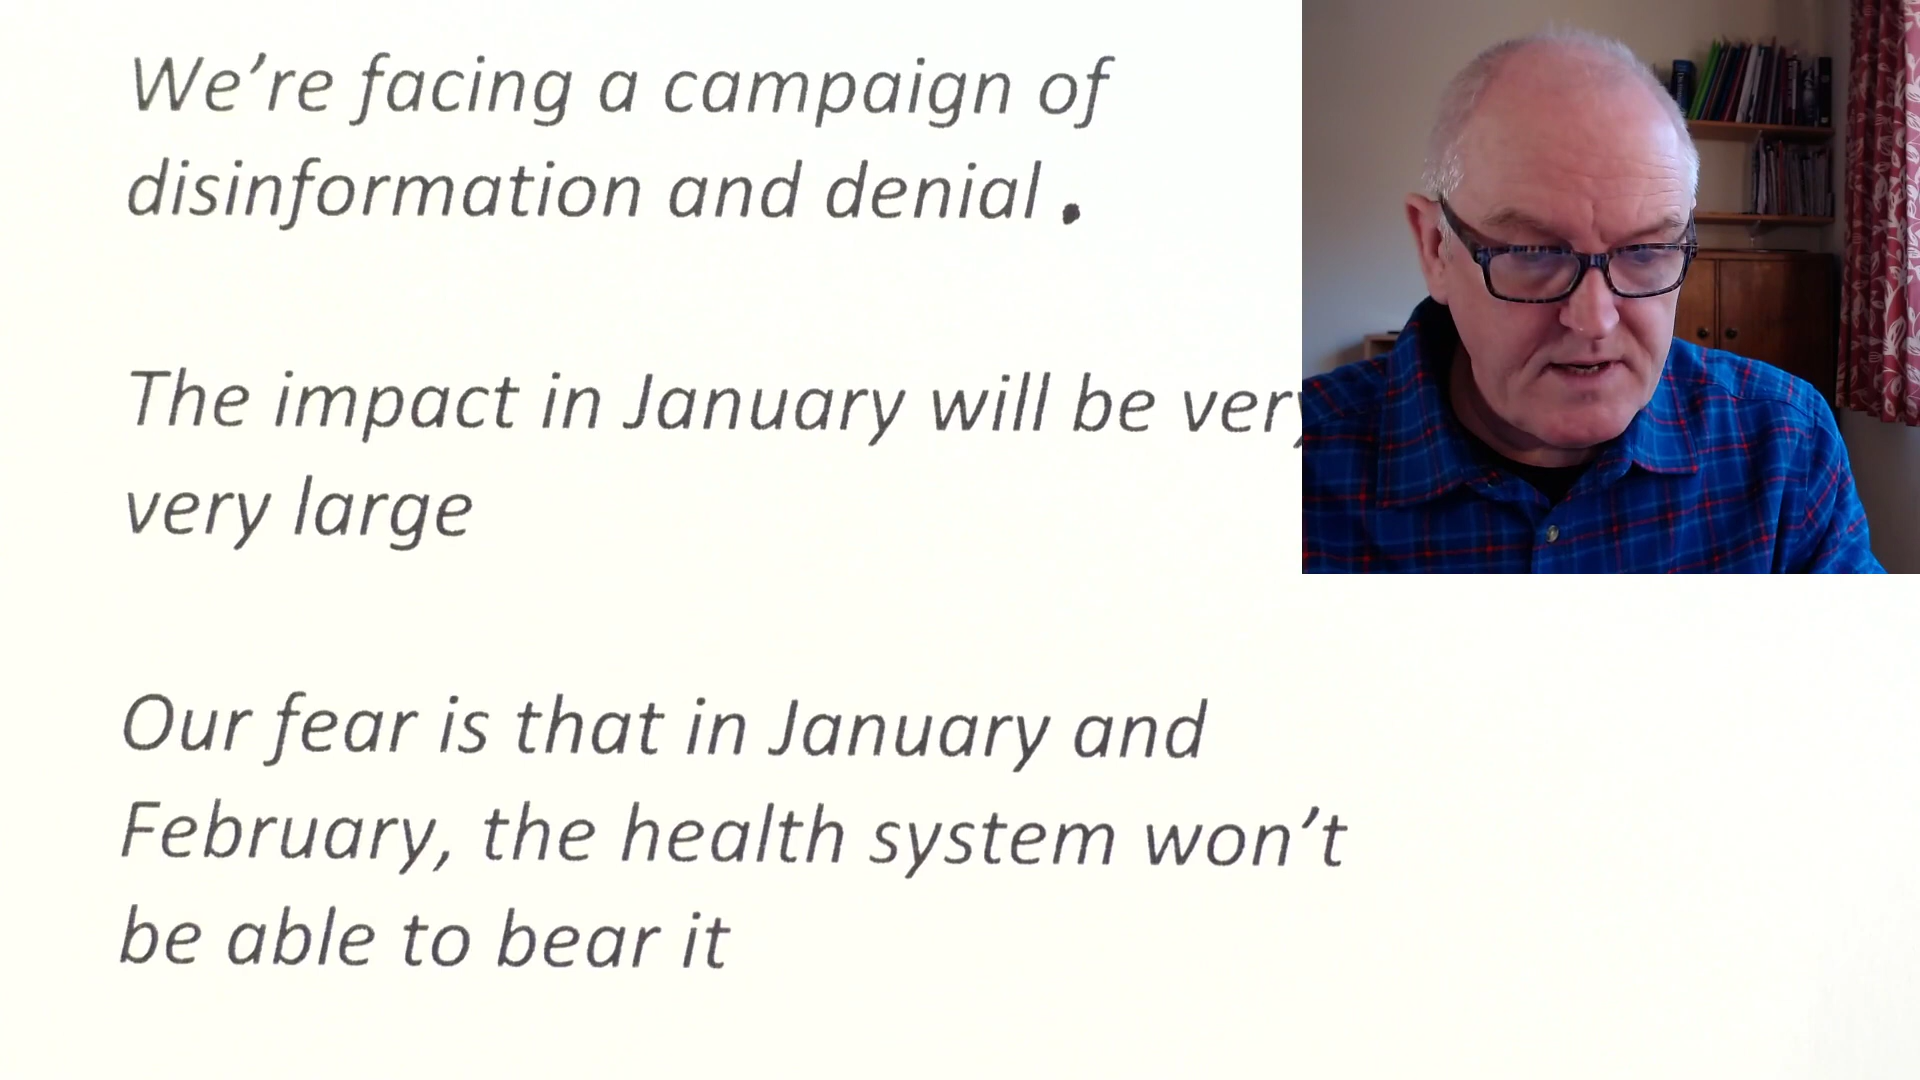 We’re facing a campaign of
disinformation and denial .
The impact in January will be very
very large
Our fear is that in January and
February, the health system won’t
be able to bear it